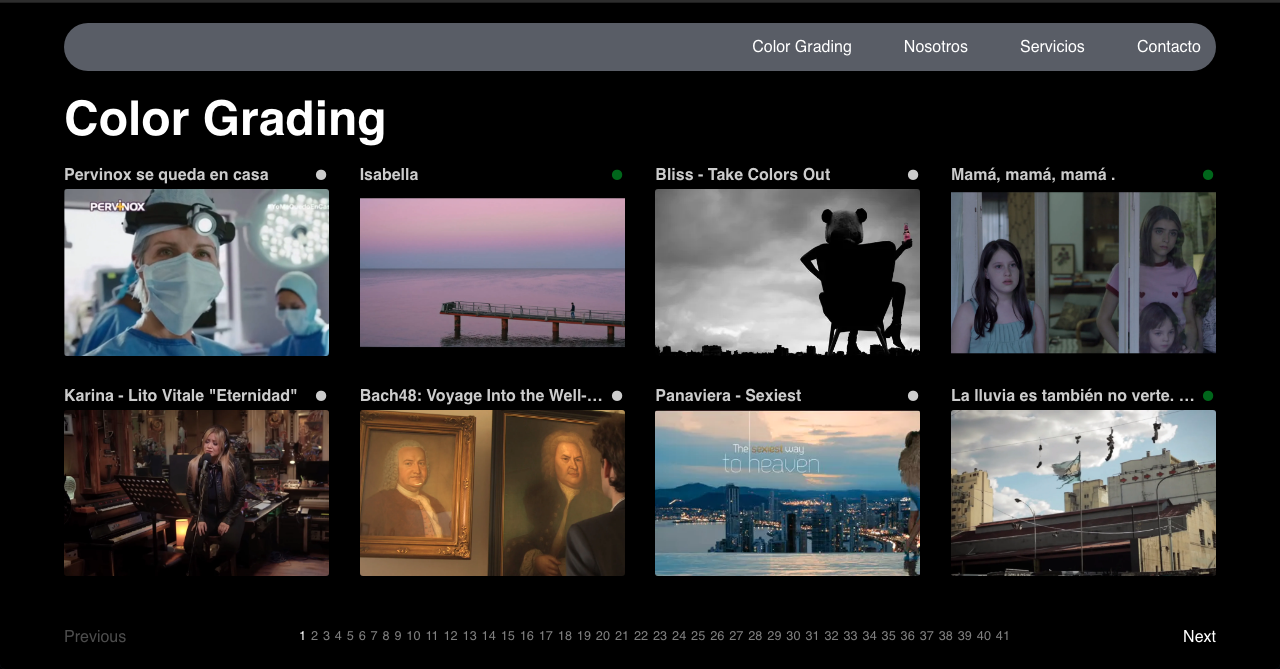 Color Grading Nosotros Servicios Contacto
Color Grading
Pervinox se queda en casa
Isabella
Bliss - Take Colors Out
Mamá, mamá, mamá .
PERVINOX
Karina - Lito Vitale "Eternidad"
Bach48: Voyage Into the Well-...
Panaviera - Sexiest
La lluvia es también no verte. ...
The sexiest way
to heaven
Previous
1 2 3 4 5 6 7 8 9 10 11 12 13 14 15 16 17 18 19 20 21 22 23 24 25 26 27 28 29 30 31 32 33 34 35 36 37 38 39 40 41
Next